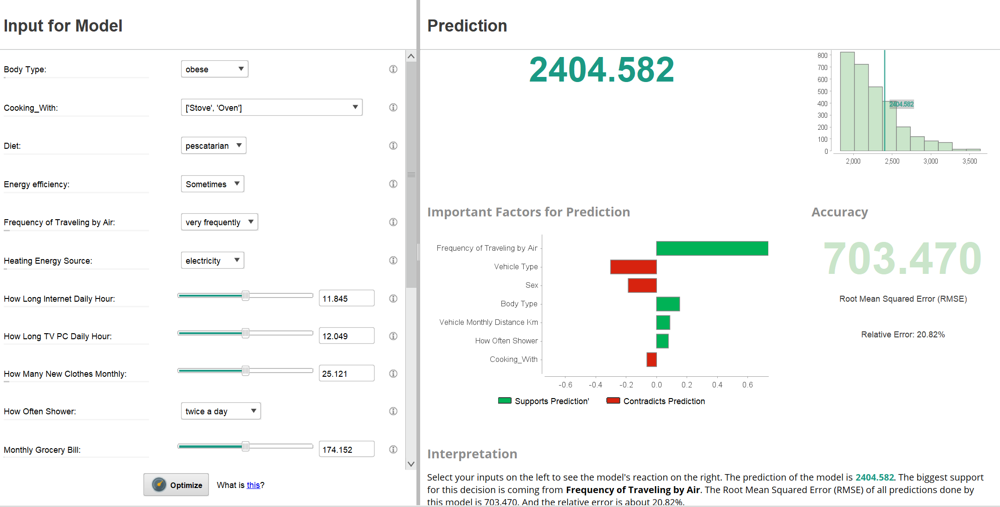 Input for Model
Body Type:
obese
Cooking_With:
['Stove', 'Oven']
Diet:
pescatarian
Energy efficiency:
Sometimes
Frequency of Traveling by Air:
very frequently
Heating Energy Source:
electricity
How Long Internet Daily Hour:
11.845
How Long TV PC Daily Hour:
12.049
How Many New Clothes Monthly:
25.121
How Often Shower:
twice a day
Monthly Grocery Bill:
174.152
Optimize
What is this?
Prediction
2404.582
800
700
600
500
400
300
200
100
0
2404.582
2,000
2,500
3,000
3,500
Important Factors for Prediction
Frequency of Traveling by Air
Vehicle Type
Sex
Body Type
Vehicle Monthly Distance Km
How Often Shower
Cooking_With
-0.6
-0.4
-0.2
0.0
0.2
0.4
0.6
Supports Prediction'
Contradicts Prediction
Accuracy
703.470
Root Mean Squared Error (RMSE)
Relative Error: 20.82%
Interpretation
Select your inputs on the left to see the model's reaction on the right. The prediction of the model is 2404.582. The biggest support
for this decision is coming from Frequency of Traveling by Air. The Root Mean Squared Error (RMSE) of all predictions done by
this model is 703.470. And the relative error is about 20.82%.